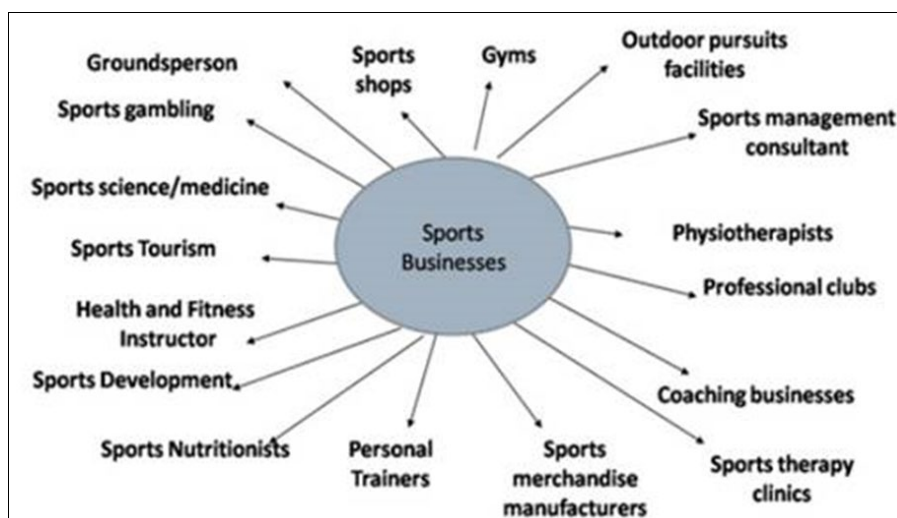 Groundsperson
Sports
shops
Gyms
Outdoor pursuits
facilities
Sports gambling
Sports management
consultant
Sports science/medicine
Sports
Businesses
Physiotherapists
Sports Tourism
Professional clubs
Health and Fitness
Instructor
Sports Development
Coaching businesses
Sports Nutritionists
Personal
Trainers
Sports
merchandise
manufacturers
Sports therapy
clinics